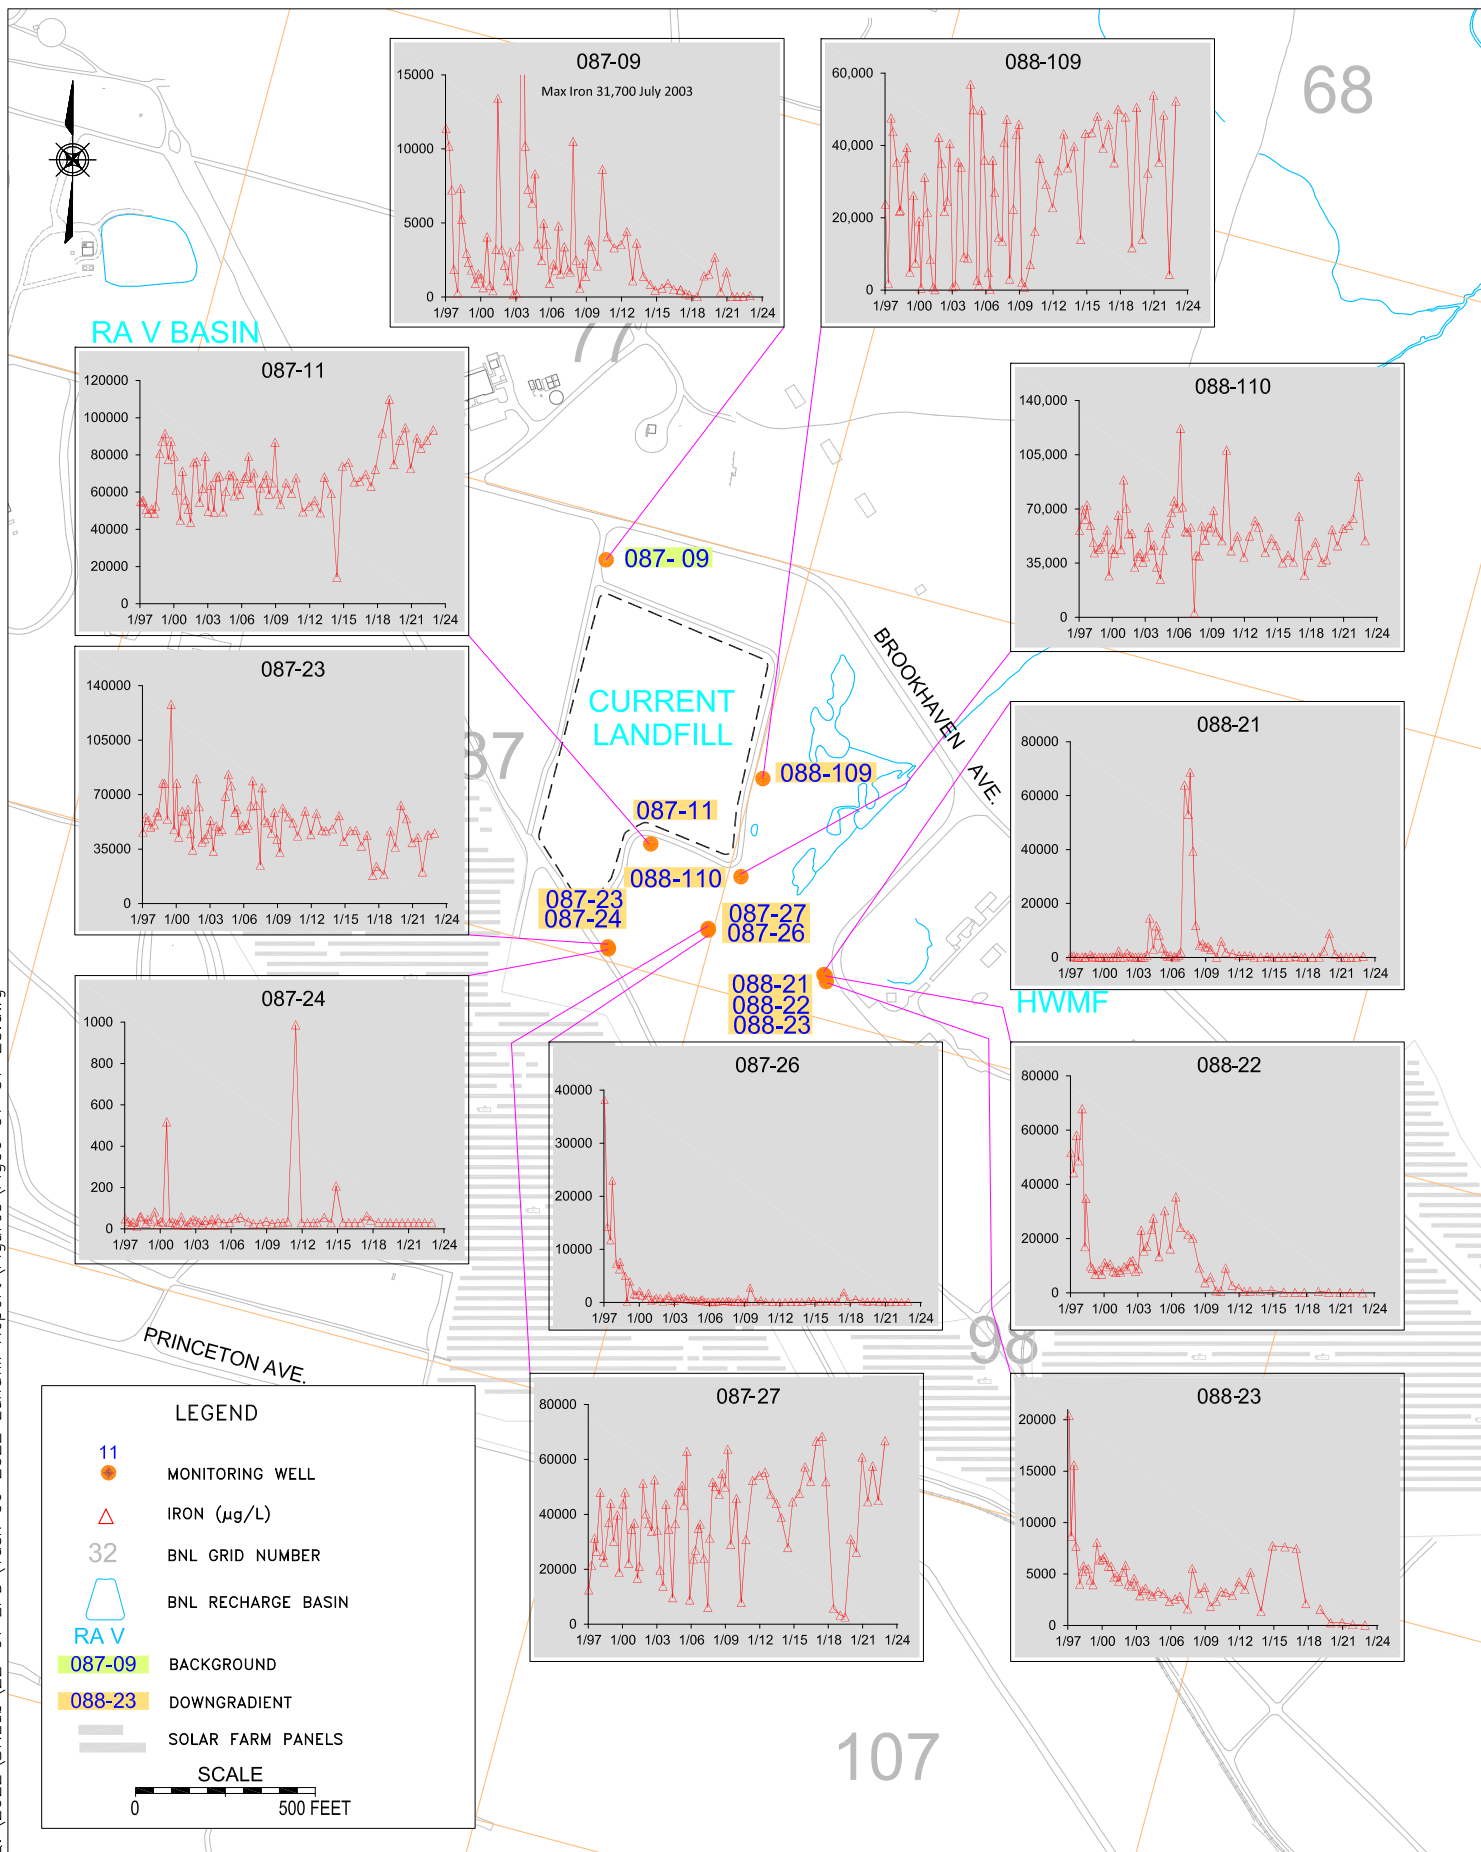 087-09
Max Iron 31,700 July 2003
15000
10000
5000
0
1/97 1/00 1/03 1/06 1/09 1/12 1/15 1/18 1/21 1/24
088-109
60,000
40,000
20,000
0
1/97 1/00 1/03 1/06 1/09 1/12 1/15 1/18 1/21 1/24
68
RA V BASIN
77
087-11
120000
100000
80000
60000
40000
20000
0
1/97 1/00 1/03 1/06 1/09 1/12 1/15 1/18 1/21 1/24
088-110
140,000
105,000
70,000
35,000
0
1/97 1/00 1/03 1/06 1/09 1/12 1/15 1/18 1/21 1/24
087- 09
BROOKHAVEN AVE.
CURRENT
LANDFILL
087-23
140000
105000
70000
35000
0
1/97 1/00 1/03 1/06 1/09 1/12 1/15 1/18 1/21 1/24
87
088-109
087-11
088-110
087-23
087-24
087-27
087-26
088-21
088-22
088-23
HWMF
088-21
80000
60000
40000
20000
0
1/97 1/00 1/03 1/06 1/09 1/12 1/15 1/18 1/21 1/24
087-24
1000
800
600
400
200
0
1/97 1/00 1/03 1/06 1/09 1/12 1/15 1/18 1/21 1/24
087-26
40000
30000
20000
10000
0
1/97 1/00 1/03 1/06 1/09 1/12 1/15 1/18 1/21 1/24
088-22
80000
60000
40000
20000
0
1/97 1/00 1/03 1/06 1/09 1/12 1/15 1/18 1/21 1/24
98
PRINCETON AVE.
087-27
80000
60000
40000
20000
0
1/97 1/00 1/03 1/06 1/09 1/12 1/15 1/18 1/21 1/24
088-23
20000
15000
10000
5000
0
1/97 1/00 1/03 1/06 1/09 1/12 1/15 1/18 1/21 1/24
LEGEND
11
MONITORING WELL
IRON (µg/L)
32 BNL GRID NUMBER
BNL RECHARGE BASIN
RA V
087-09 BACKGROUND
088-23 DOWNGRADIENT
SOLAR FARM PANELS
SCALE
0 500 FEET
107